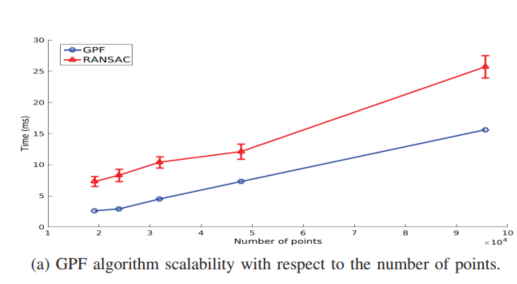 30
25
20
15
10
5
0
GPF
RANSAC
Time (ms)
1 2 3 4 5 6 7 8 9 10
Number of points
×10⁴
(a) GPF algorithm scalability with respect to the number of points.